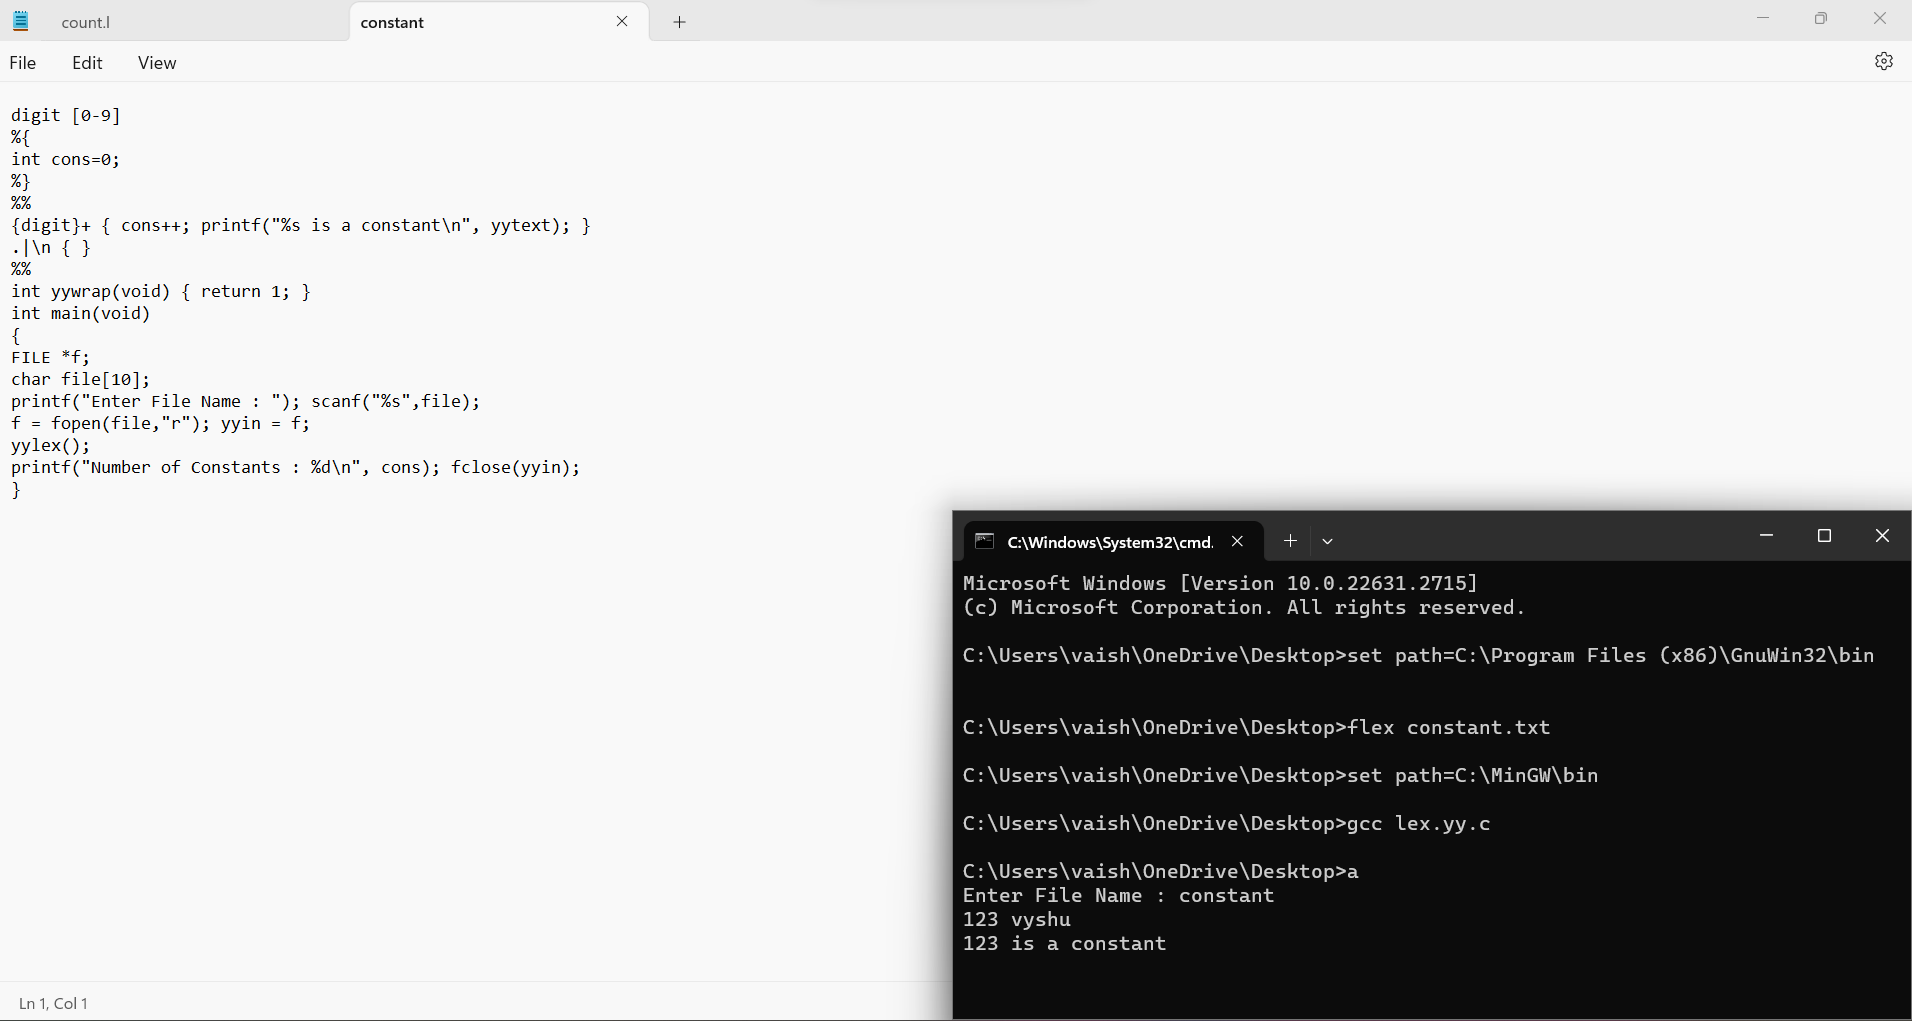 count.l
constant
File Edit View
digit [0-9]
%{
int cons=0;
%}
%%
{digit}+ { cons++; printf("%s is a constant\n", yytext); }
.|\n { }
%%
int yywrap(void) { return 1; }
int main(void)
{
FILE *f;
char file[10];
printf("Enter File Name : "); scanf("%s",file);
f = fopen(file,"r"); yyin = f;
yylex();
printf("Number of Constants : %d\n", cons); fclose(yyin);
}
Ln 1, Col 1
C:\Windows\System32\cmd.
Microsoft Windows [Version 10.0.22631.2715]
(c) Microsoft Corporation. All rights reserved.
C:\Users\vaish\OneDrive\Desktop>set path=C:\Program Files (x86)\GnuWin32\bin
C:\Users\vaish\OneDrive\Desktop>flex constant.txt
C:\Users\vaish\OneDrive\Desktop>set path=C:\MinGW\bin
C:\Users\vaish\OneDrive\Desktop>gcc lex.yy.c
C:\Users\vaish\OneDrive\Desktop>a
Enter File Name : constant
123 vyshu
123 is a constant